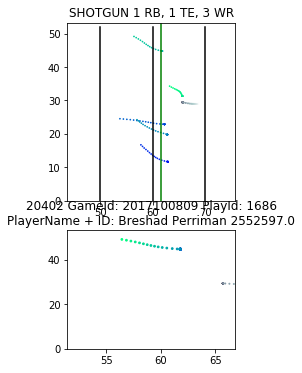 SHOTGUN 1 RB, 1 TE, 3 WR
50
40
30
20
10
0
50 60 70
20402 GameId: 2017100809 PlayId: 1686
PlayerName + ID: Breshad Perriman 2552597.0
40
20
0
55 60 65